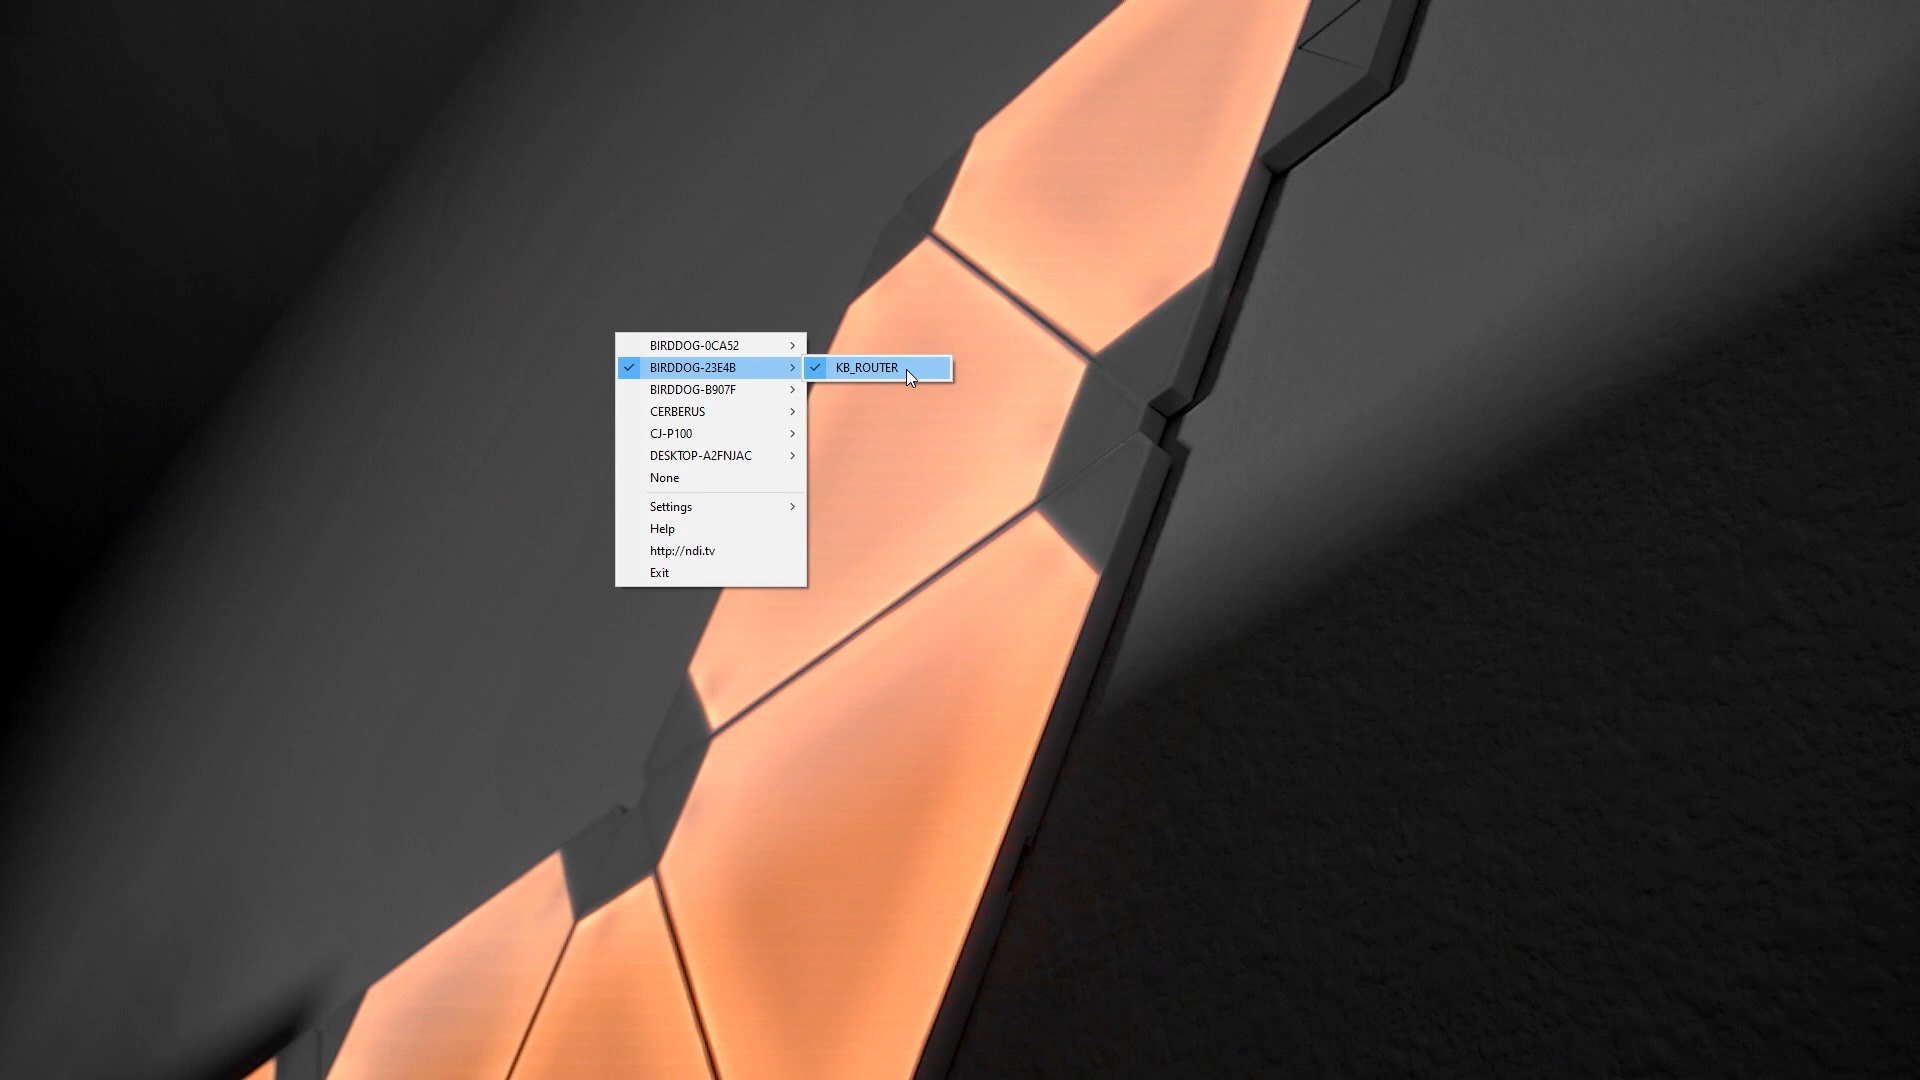 BIRDDOG-0CA52
BIRDDOG-23E4B
KB_ROUTER
BIRDDOG-B907F
CERBERUS
CJ-P100
DESKTOP-A2FNJAC
None
Settings
Help
http://ndi.tv
Exit